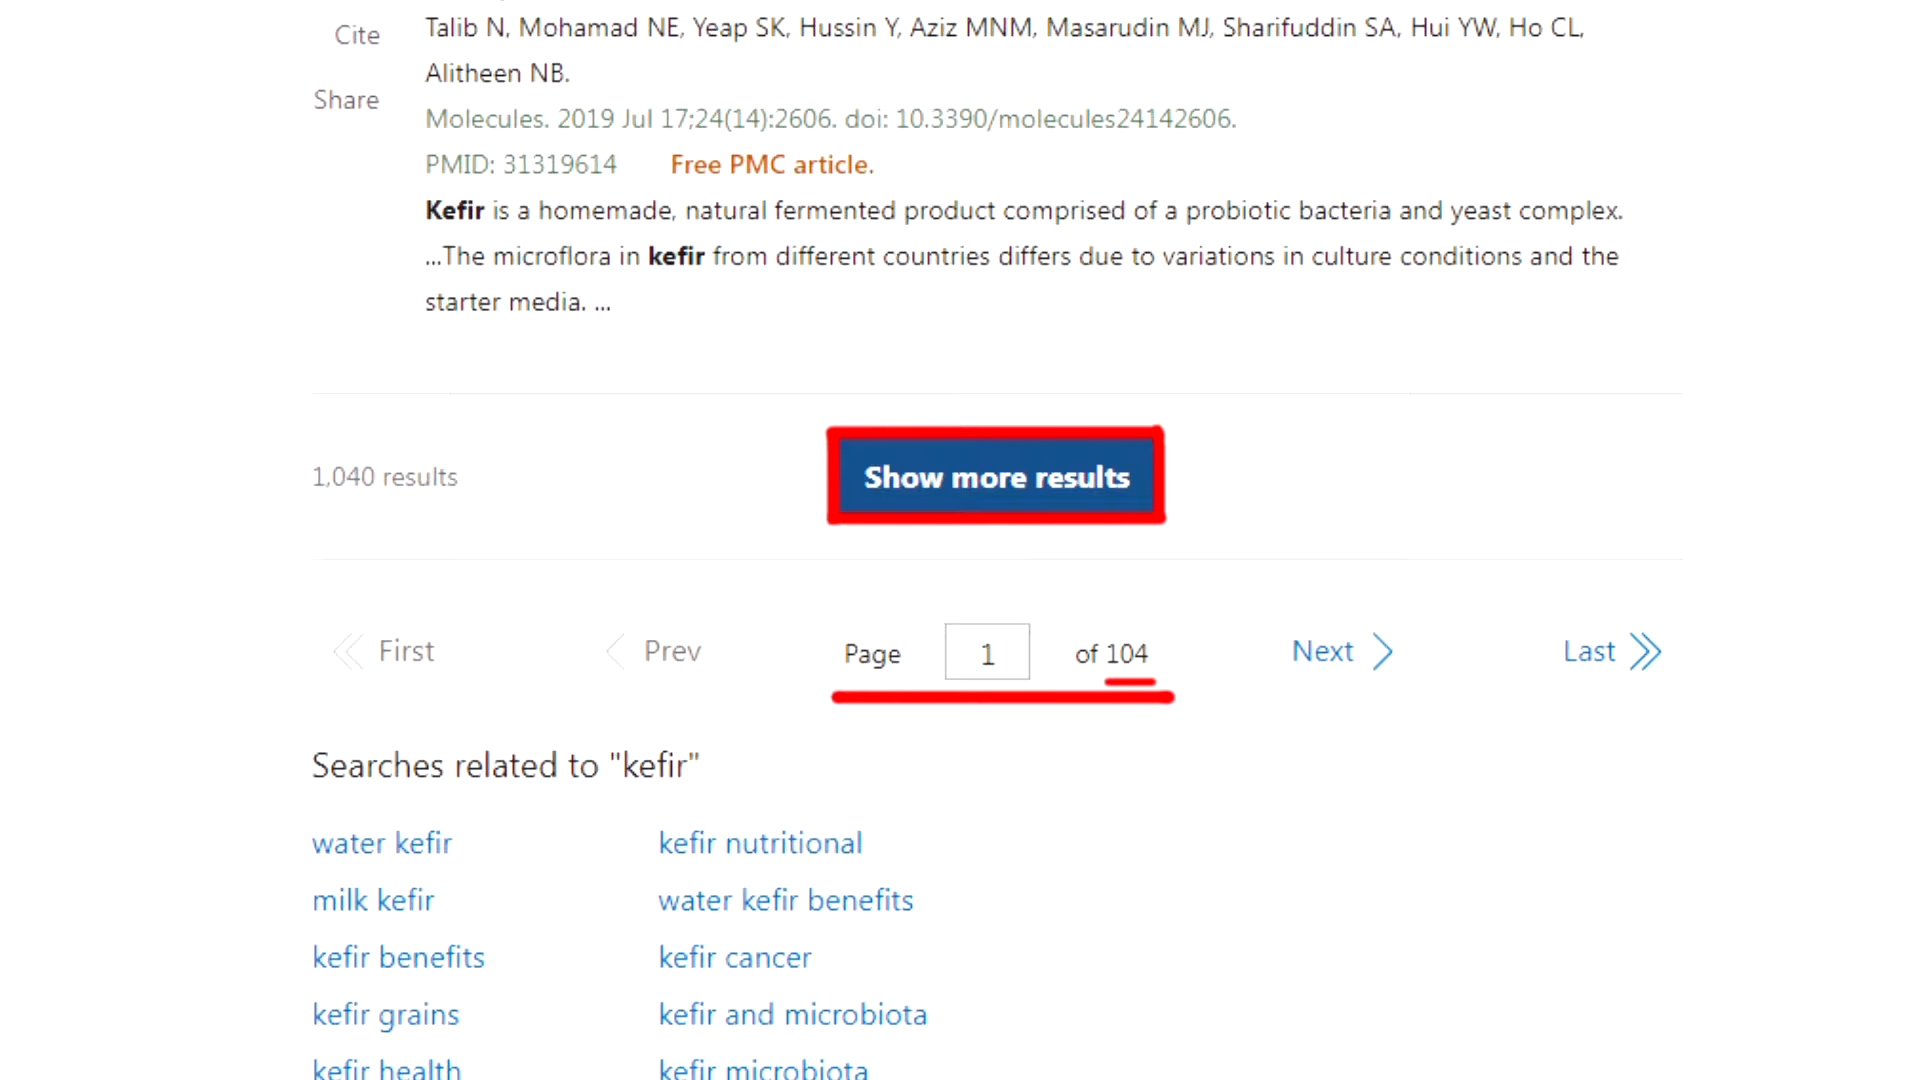 Cite
Share
Talib N, Mohamad NE, Yeap SK, Hussin Y, Aziz MNM, Masarudin MJ, Sharifuddin SA, Hui YW, Ho CL,
Alitheen NB.
Molecules. 2019 Jul 17;24(14):2606. doi: 10.3390/molecules24142606.
PMID: 31319614 Free PMC article.
Kefir is a homemade, natural fermented product comprised of a probiotic bacteria and yeast complex.
...The microflora in kefir from different countries differs due to variations in culture conditions and the
starter media. ...
1,040 results
Show more results
First Prev Page 1 of 104 Next Last
Searches related to "kefir"
water kefir
milk kefir
kefir benefits
kefir grains
kefir health
kefir nutritional
water kefir benefits
kefir cancer
kefir and microbiota
kefir microbiota